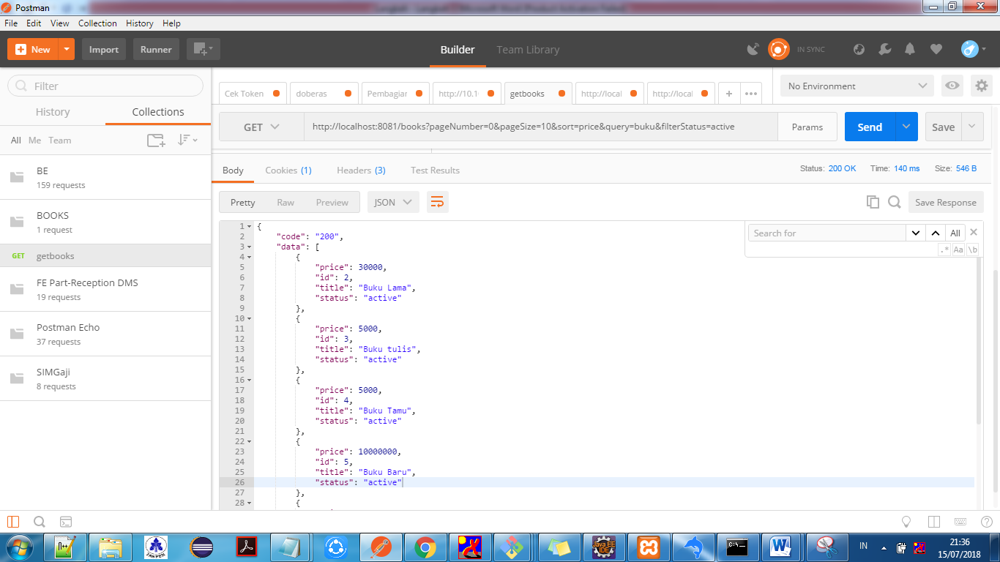 Postman
File Edit View Collection History Help
New Import Runner Builder Team Library IN SYNC
Filter
History Collections
All Me Team
BE
159 requests
BOOKS
1 request
GET getbooks
FE Part-Reception DMS
19 requests
Postman Echo
37 requests
SIMGaji
8 requests
Cek Token doberas Pembagian http://10.1 getbooks http://local http://local + •••
No Environment
GET http://localhost:8081/books?pageNumber=0&pageSize=10&sort=price&query=buku&filterStatus=active Params Send Save
Body Cookies (1) Headers (3) Test Results Status: 200 OK Time: 140 ms Size: 546 B
Pretty Raw Preview JSON Save Response
Search for All
.* Aa \b
1 {
2 "code": "200",
3 "data": [
4 {
5 "price": 30000,
6 "id": 2,
7 "title": "Buku Lama",
8 "status": "active"
9 },
10 {
11 "price": 5000,
12 "id": 3,
13 "title": "Buku tulis",
14 "status": "active"
15 },
16 {
17 "price": 5000,
18 "id": 4,
19 "title": "Buku Tamu",
20 "status": "active"
21 },
22 {
23 "price": 10000000,
24 "id": 5,
25 "title": "Buku Baru",
26 "status": "active"
27 },
28 {
IN
21:36
15/07/2018